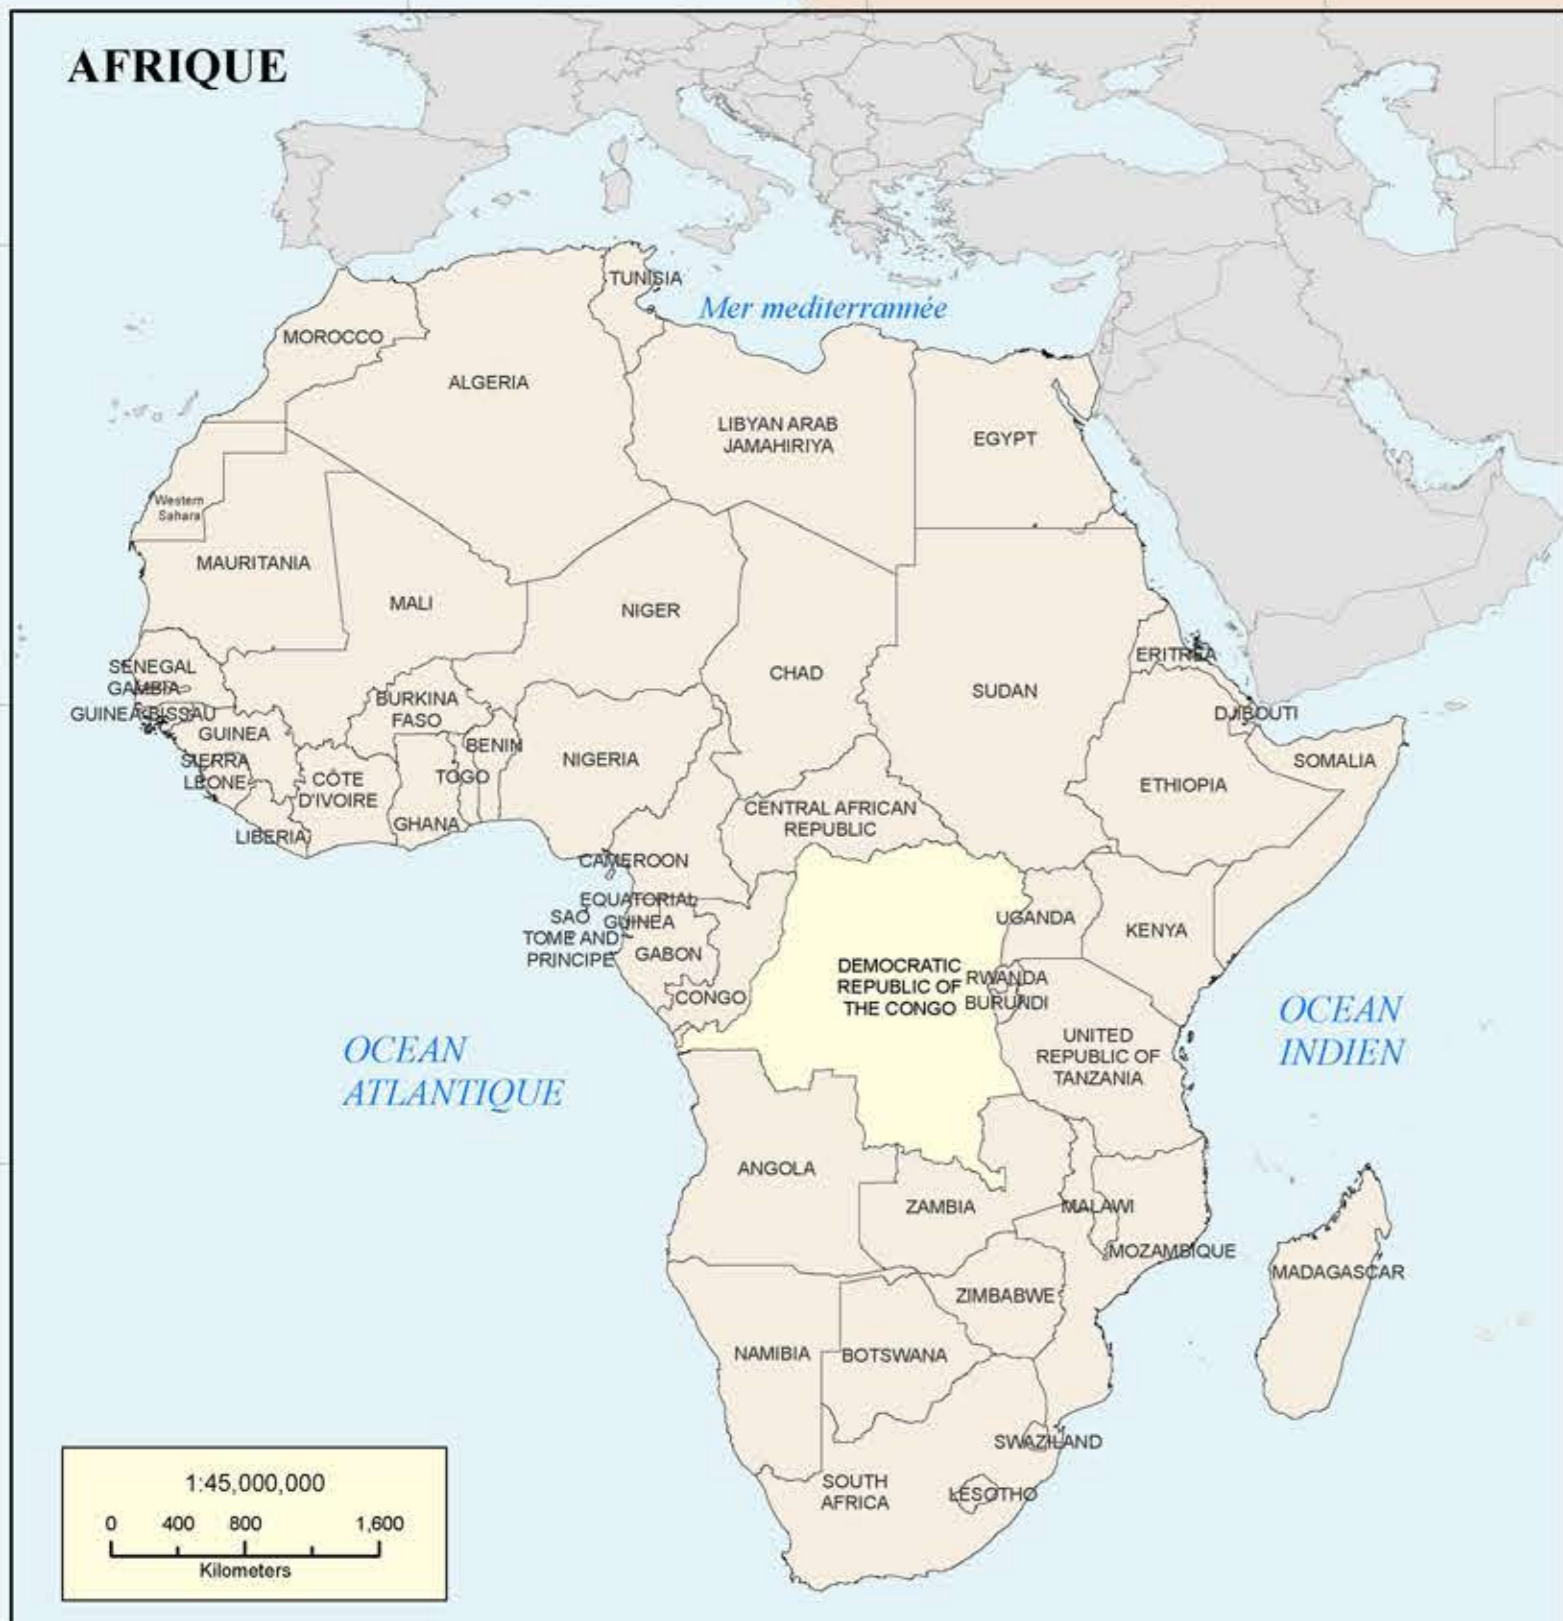 AFRIQUE
TUNISIA
Mer mediterrannée
MOROCCO
ALGERIA
LIBYAN ARAB
JAMAHIRIYA
EGYPT
Western
Sahara
MAURITANIA
MALI
NIGER
CHAD
SUDAN
ERITREA
SENEGAL
GAMBIA
GUINEA-BISSAU
GUINEA
BURKINA
FASO
BENIN
TOGO
NIGERIA
DJIBOUTI
SOMALIA
ETHIOPIA
SIERRA
LEONE
CÔTE
D'IVOIRE
GHANA
LIBERIA
CENTRAL AFRICAN
REPUBLIC
CAMEROON
EQUATORIAL
GUINEA
SAO
TOME AND
PRINCIPE
GABON
CONGO
DEMOCRATIC
REPUBLIC OF
THE CONGO
UGANDA
KENYA
RWANDA
BURUNDI
UNITED
REPUBLIC OF
TANZANIA
OCEAN
ATLANTIQUE
OCEAN
INDIEN
ANGOLA
ZAMBIA
MALAWI
MOZAMBIQUE
MADAGASCAR
ZIMBABWE
NAMIBIA
BOTSWANA
SWAZILAND
SOUTH
AFRICA
LESOTHO
1:45,000,000
0 400 800 1,600
Kilometers